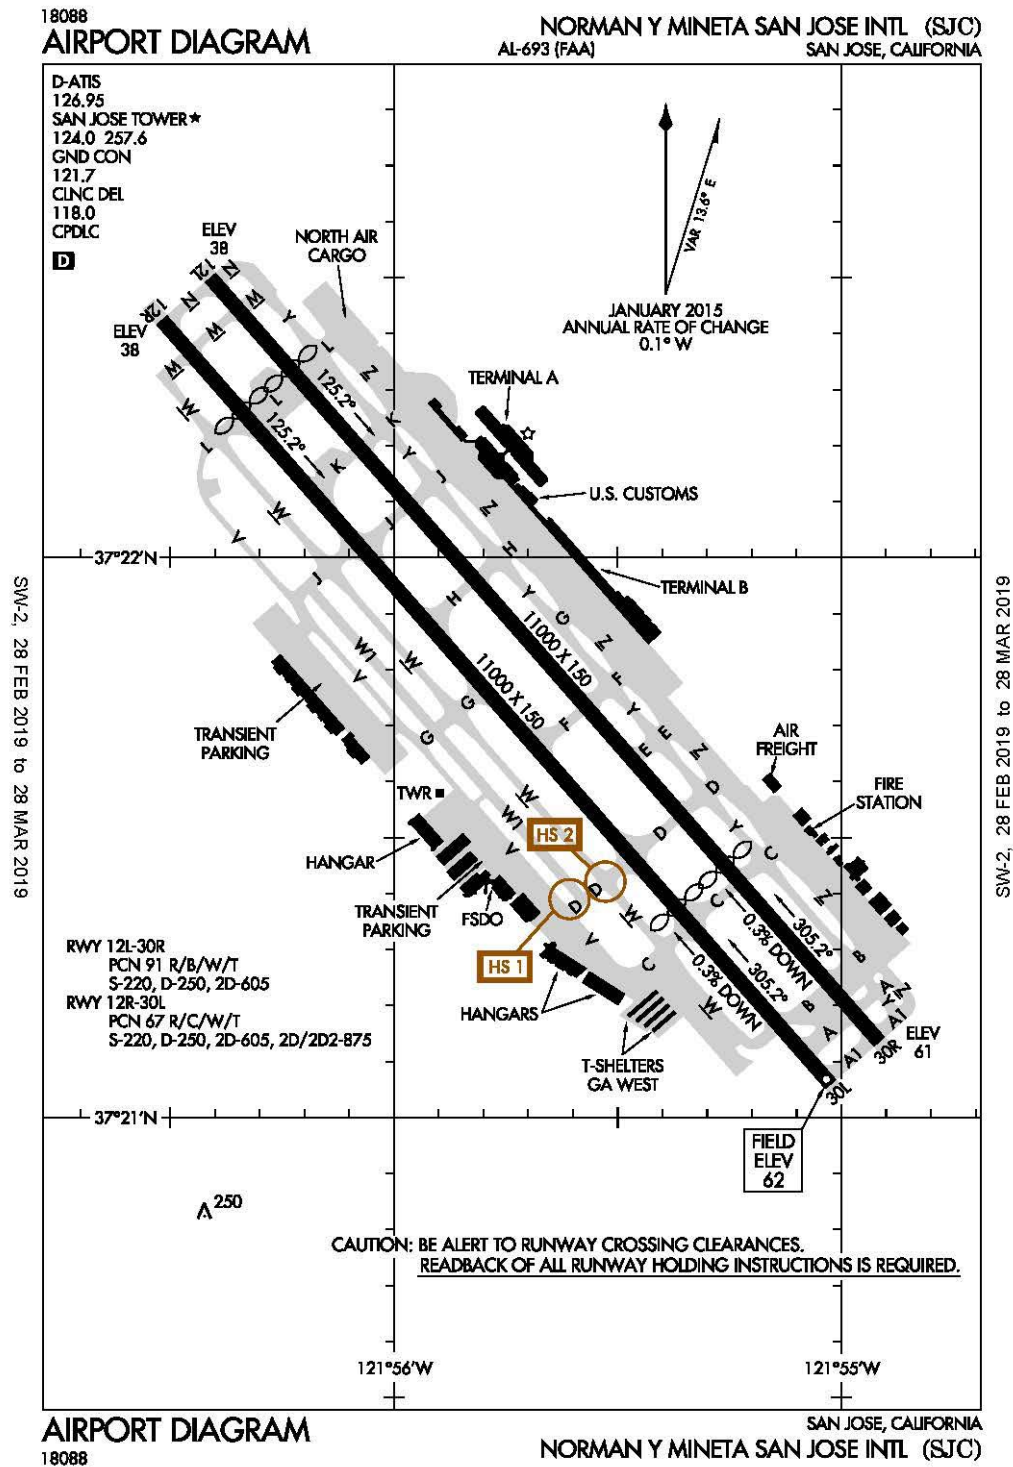 18088
AIRPORT DIAGRAM
NORMAN Y MINETA SAN JOSE INTL (SJC)
AL-693 (FAA)
SAN JOSE, CALIFORNIA
D-ATIS
126.95
SAN JOSE TOWER★
124.0 257.6
GND CON
121.7
CLNC DEL
118.0
CPDLC
D
VAR 13.6° E
JANUARY 2015
ANNUAL RATE OF CHANGE
0.1° W
ELEV
38
NORTH AIR
CARGO
12L
N
W
Y
L
Z
12R
N
N
W
W
ELEV
38
W
W
L
L
V
125.2°
125.2°
K
K
Y
J
Z
H
J
TERMINAL A
U.S. CUSTOMS
TERMINAL B
37°22'N
W
V
J
H
Y
G
Z
F
Y
E
E
Z
D
Y
C
Z
11000 X 150
11000 X 150
W1
W
V
G
G
F
TRANSIENT
PARKING
AIR
FREIGHT
FIRE
STATION
TWR
HANGAR
TRANSIENT
PARKING
FSDO
W
W1
V
HS 2
D
D
D
W
V
C
C
HS 1
HANGARS
T-SHELTERS
GA WEST
W
0.3% DOWN
305.2°
0.3% DOWN
305.2°
B
B
A
Y
Z
A
A1
A1
30R
ELEV
61
30L
FIELD
ELEV
62
RWY 12L-30R
PCN 91 R/B/W/T
S-220, D-250, 2D-605
RWY 12R-30L
PCN 67 R/C/W/T
S-220, D-250, 2D-605, 2D/2D2-875
37°21'N
250
CAUTION: BE ALERT TO RUNWAY CROSSING CLEARANCES.
READBACK OF ALL RUNWAY HOLDING INSTRUCTIONS IS REQUIRED.
121°56'W
121°55'W
SW-2, 28 FEB 2019 to 28 MAR 2019
SW-2, 28 FEB 2019 to 28 MAR 2019
AIRPORT DIAGRAM
18088
SAN JOSE, CALIFORNIA
NORMAN Y MINETA SAN JOSE INTL (SJC)